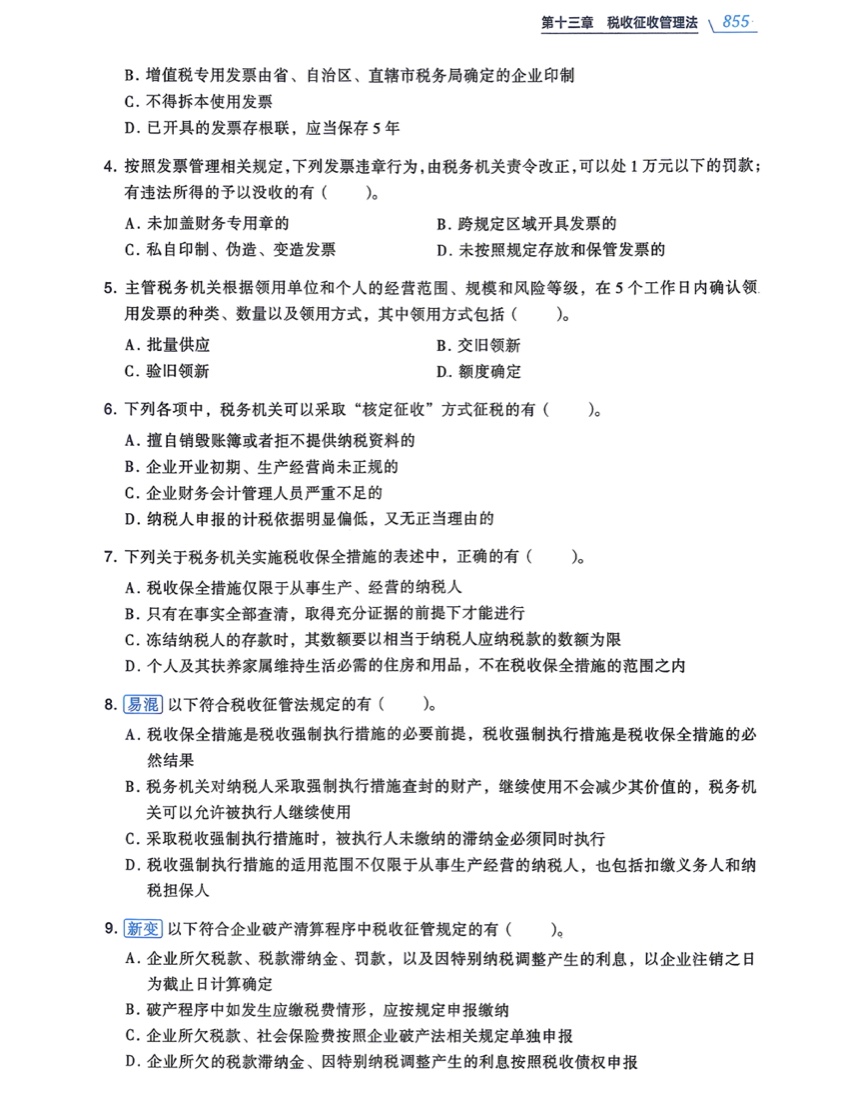 第十三章 税收征收管理法 855
B. 增值税专用发票由省、自治区、直辖市税务局确定的企业印制
C. 不得拆本使用发票
D. 已开具的发票存根联，应当保存 5 年
4. 按照发票管理相关规定，下列发票违章行为，由税务机关责令改正，可以处 1 万元以下的罚款；
有违法所得的予以没收的有（　　）。
A. 未加盖财务专用章的 B. 跨规定区域开具发票的
C. 私自印制、伪造、变造发票 D. 未按照规定存放和保管发票的
5. 主管税务机关根据领用单位和个人的经营范围、规模和风险等级，在 5 个工作日内确认领
用发票的种类、数量以及领用方式，其中领用方式包括（　　）。
A. 批量供应 B. 交旧领新
C. 验旧领新 D. 额度确定
6. 下列各项中，税务机关可以采取“核定征收”方式征税的有（　　）。
A. 擅自销毁账簿或者拒不提供纳税资料的
B. 企业开业初期、生产经营尚未正规的
C. 企业财务会计管理人员严重不足的
D. 纳税人申报的计税依据明显偏低，又无正当理由的
7. 下列关于税务机关实施税收保全措施的表述中，正确的有（　　）。
A. 税收保全措施仅限于从事生产、经营的纳税人
B. 只有在事实全部查清，取得充分证据的前提下才能进行
C. 冻结纳税人的存款时，其数额要以相当于纳税人应纳税款的数额为限
D. 个人及其扶养家属维持生活必需的住房和用品，不在税收保全措施的范围之内
8. 易混 以下符合税收征管法规定的有（　　）。
A. 税收保全措施是税收强制执行措施的必要前提，税收强制执行措施是税收保全措施的必
然结果
B. 税务机关对纳税人采取强制执行措施查封的财产，继续使用不会减少其价值的，税务机
关可以允许被执行人继续使用
C. 采取税收强制执行措施时，被执行人未缴纳的滞纳金必须同时执行
D. 税收强制执行措施的适用范围不仅限于从事生产经营的纳税人，也包括扣缴义务人和纳
税担保人
9. 新变 以下符合企业破产清算程序中税收征管规定的有（　　）。
A. 企业所欠税款、税款滞纳金、罚款，以及因特别纳税调整产生的利息，以企业注销之日
为截止日计算确定
B. 破产程序中如发生应缴税费情形，应按规定申报缴纳
C. 企业所欠税款、社会保险费按照企业破产法相关规定单独申报
D. 企业所欠的税款滞纳金、因特别纳税调整产生的利息按照税收债权申报